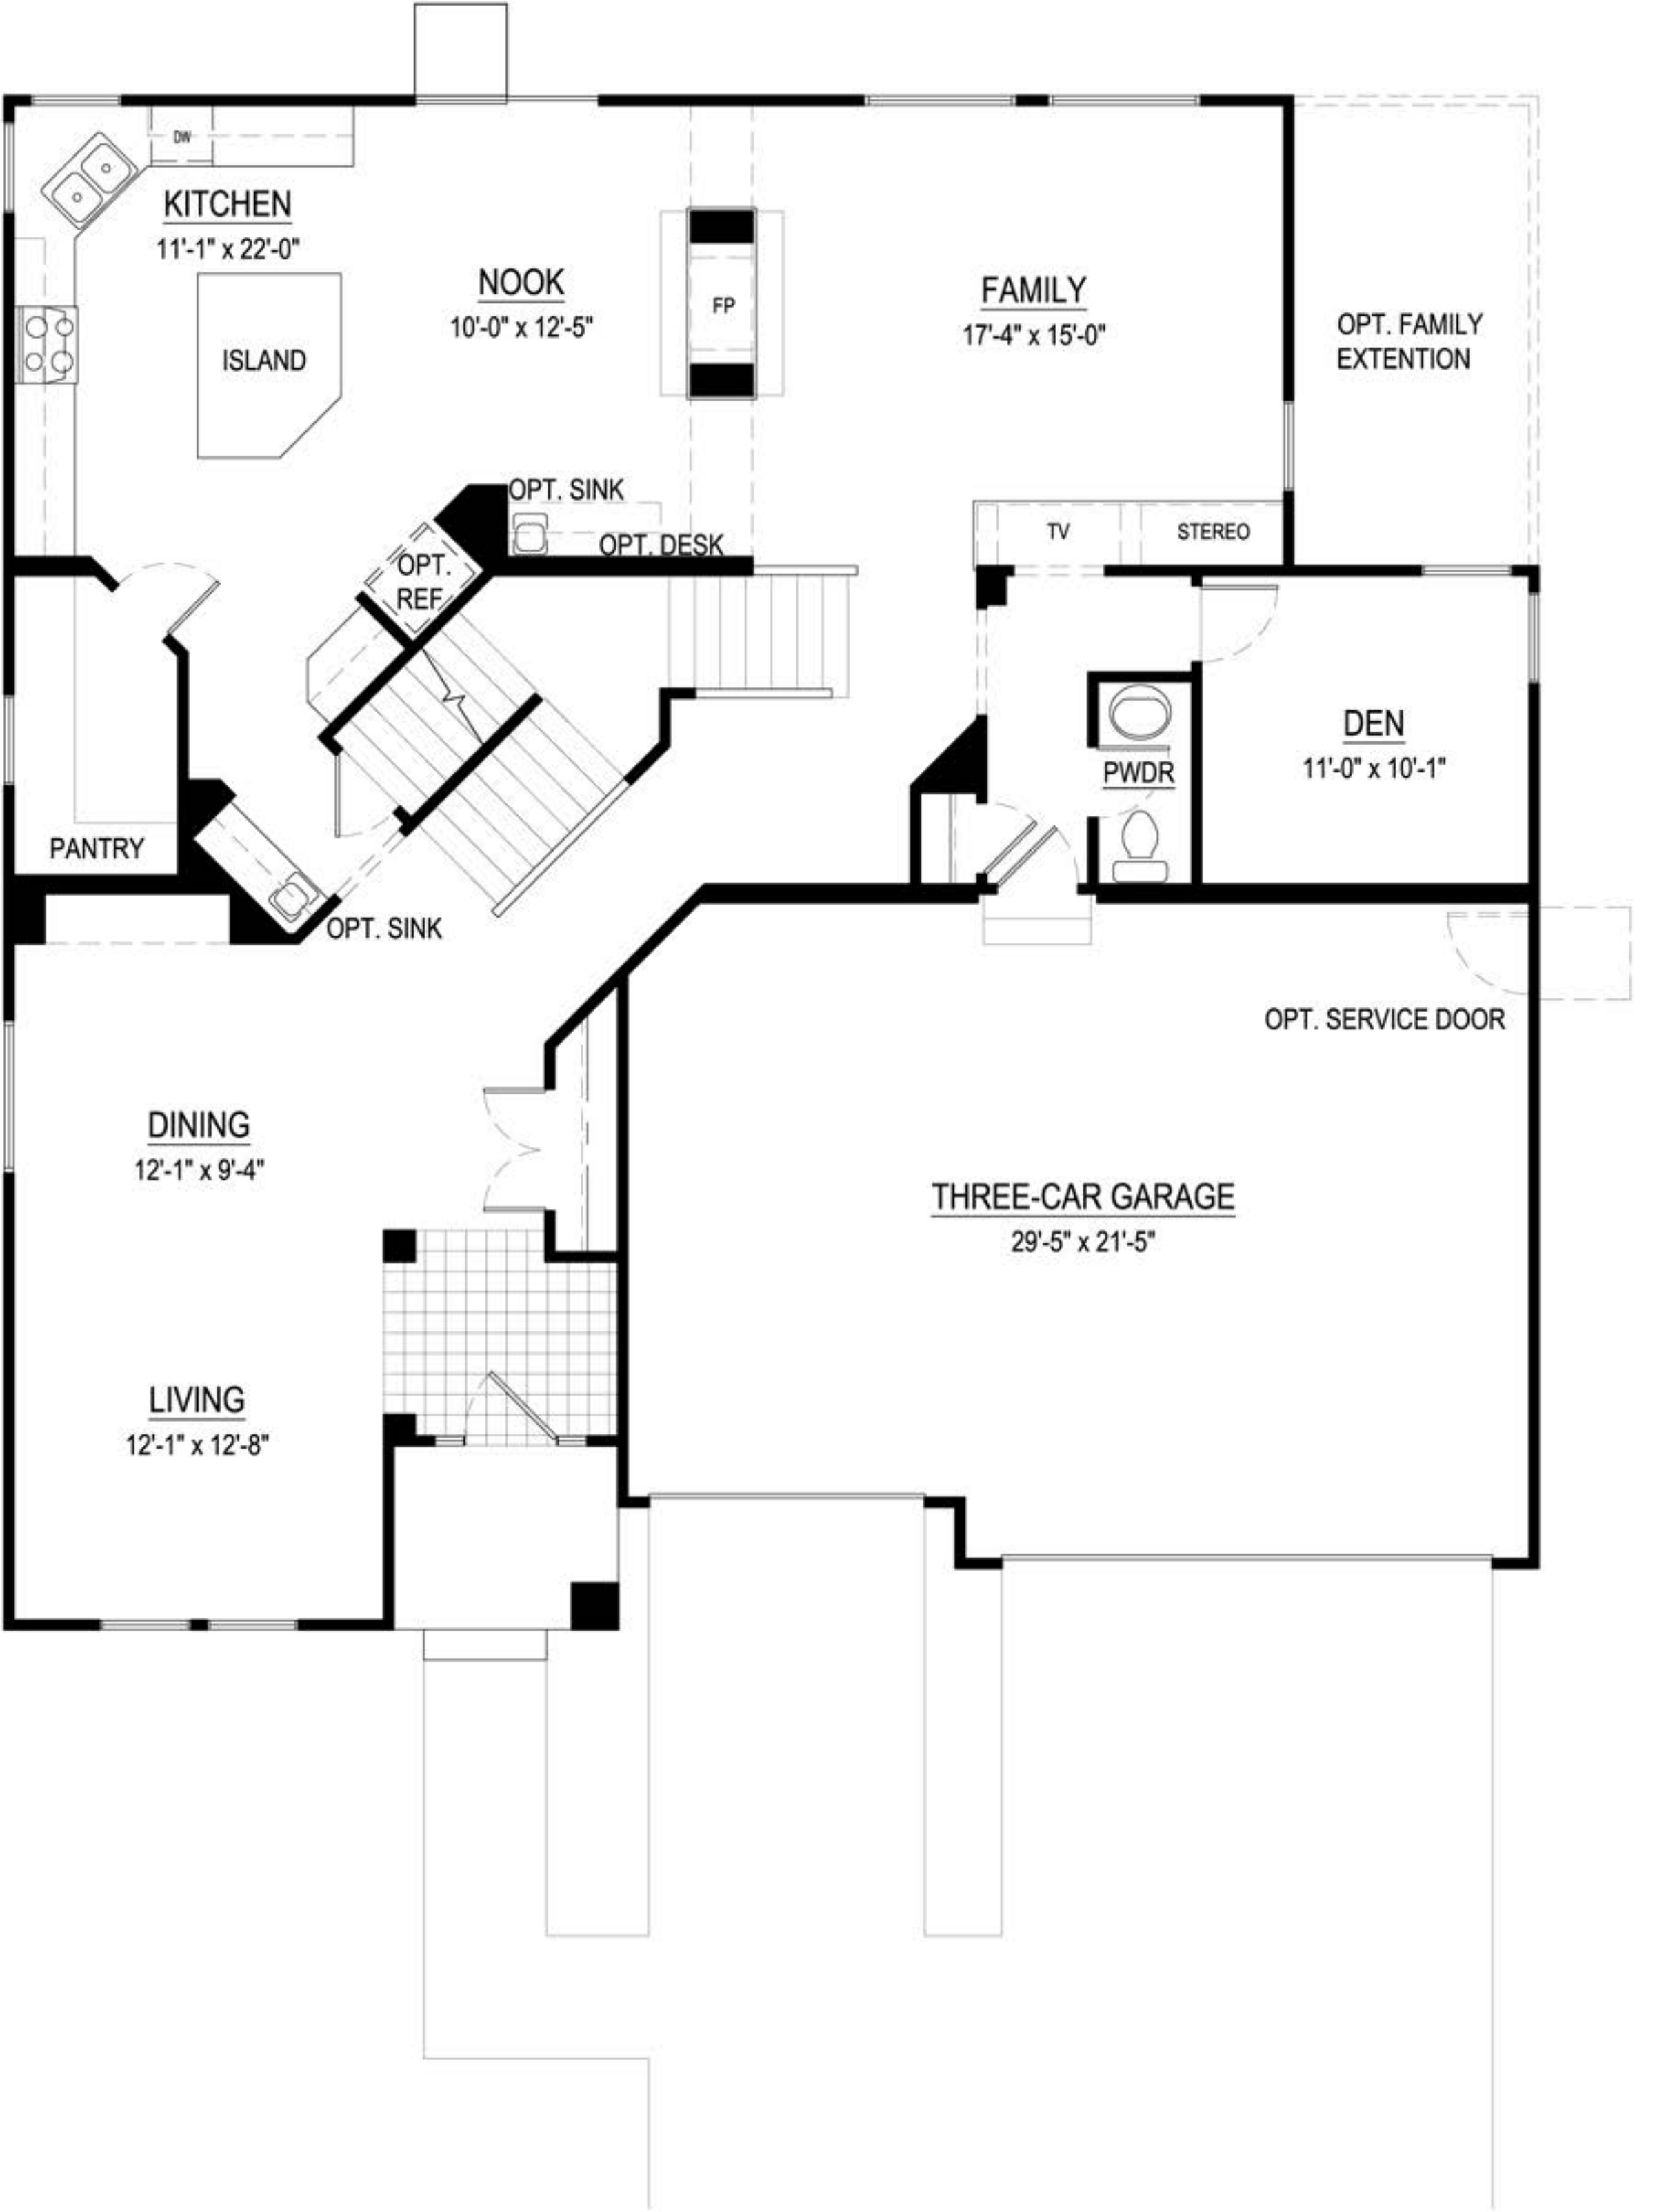 DW
KITCHEN
11'-1" x 22'-0"
NOOK
10'-0" x 12'-5"
FP
FAMILY
17'-4" x 15'-0"
OPT. FAMILY
EXTENTION
ISLAND
OPT. SINK
OPT. DESK
TV
STEREO
OPT.
REF
DEN
11'-0" x 10'-1"
PWDR
PANTRY
OPT. SINK
OPT. SERVICE DOOR
DINING
12'-1" x 9'-4"
THREE-CAR GARAGE
29'-5" x 21'-5"
LIVING
12'-1" x 12'-8"